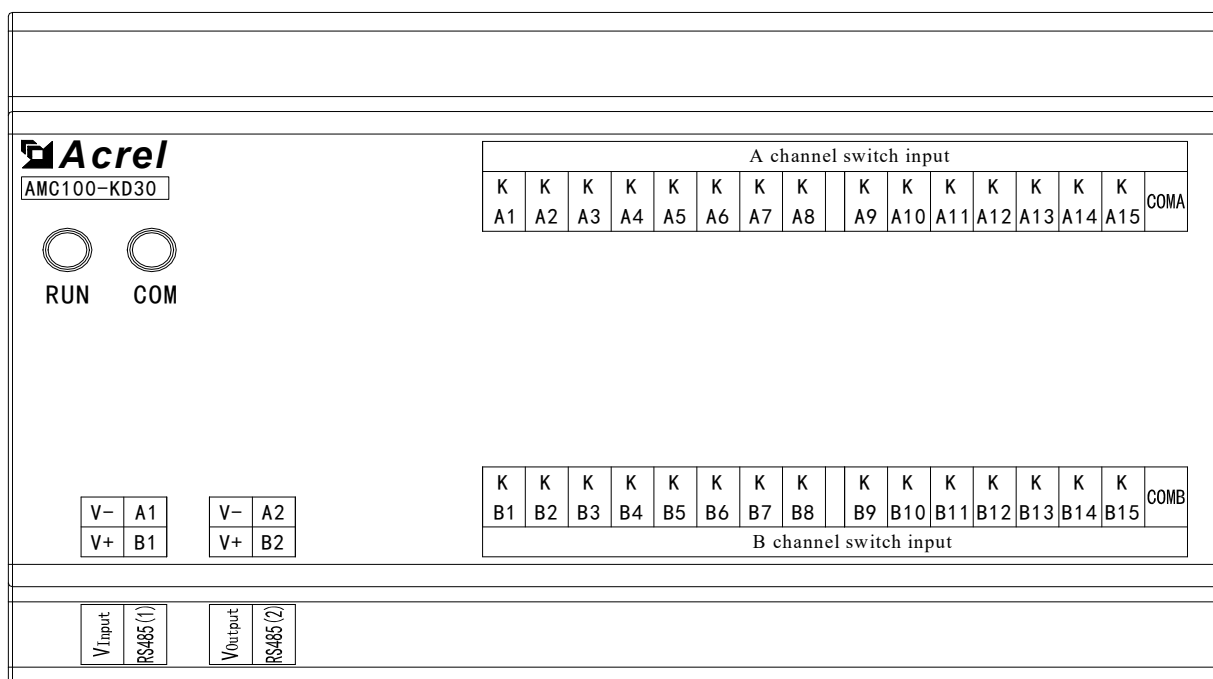 Acrel
AMC100-KD30
RUN COM
A channel switch input
K K K K K K K K K K K K K K K COMA
A1 A2 A3 A4 A5 A6 A7 A8 A9 A10 A11 A12 A13 A14 A15
K K K K K K K K K K K K K K K COMB
B1 B2 B3 B4 B5 B6 B7 B8 B9 B10 B11 B12 B13 B14 B15
B channel switch input
V- A1 V- A2
V+ B1 V+ B2
VInput RS485(1) VOutput RS485(2)